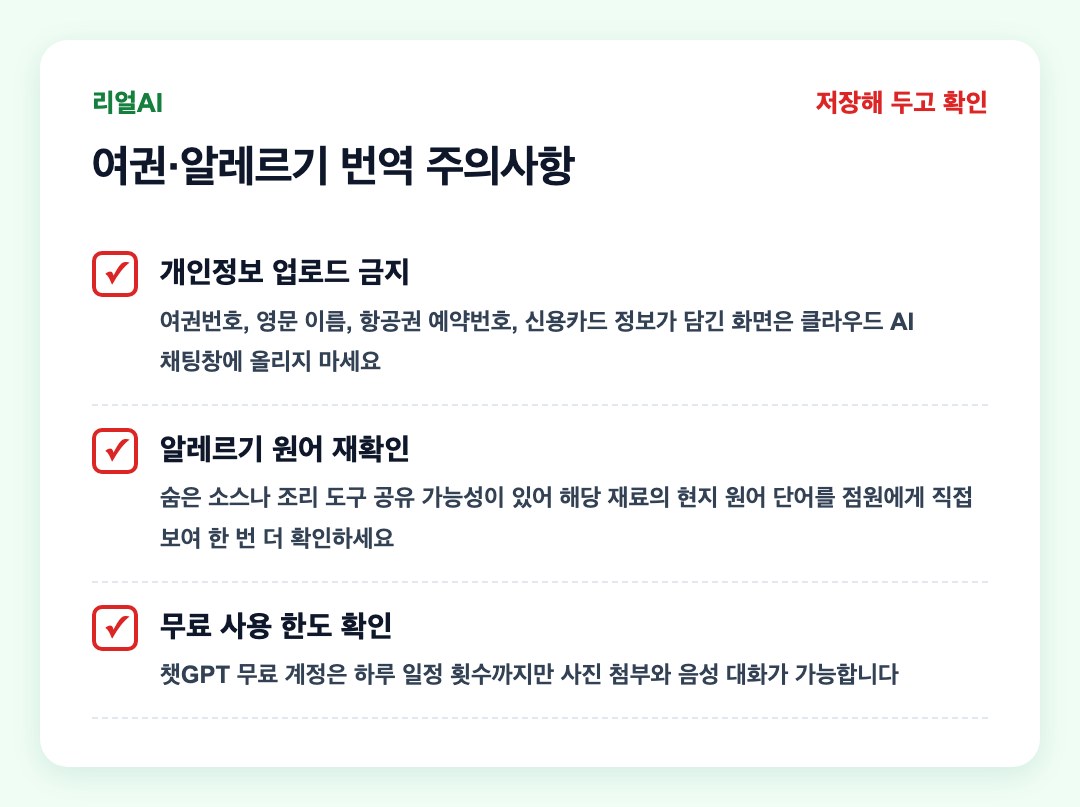 리얼AI
저장해 두고 확인
여권·알레르기 번역 주의사항
개인정보 업로드 금지
여권번호, 영문 이름, 항공권 예약번호, 신용카드 정보가 담긴 화면은 클라우드 AI
채팅창에 올리지 마세요
알레르기 원어 재확인
숨은 소스나 조리 도구 공유 가능성이 있어 해당 재료의 현지 원어 단어를 점원에게 직접
보여 한 번 더 확인하세요
무료 사용 한도 확인
챗GPT 무료 계정은 하루 일정 횟수까지만 사진 첨부와 음성 대화가 가능합니다